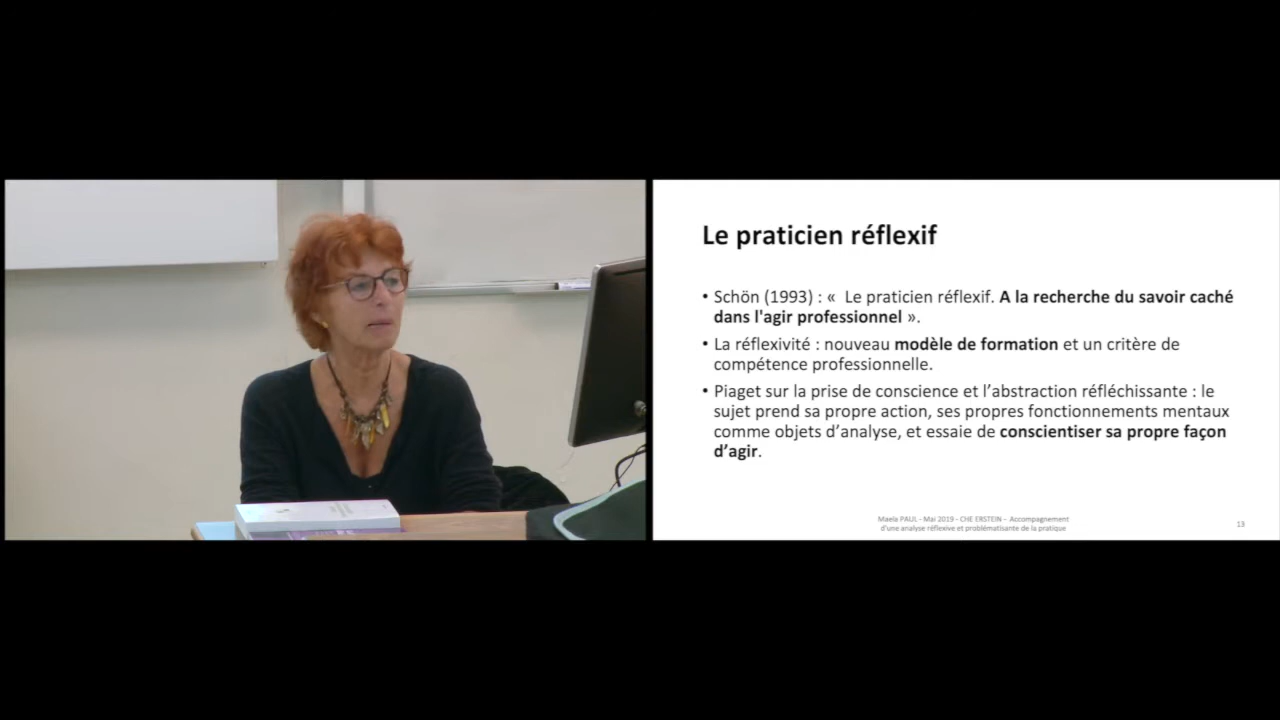 Le praticien réflexif
• Schön (1993) : «  Le praticien réflexif. A la recherche du savoir caché
dans l'agir professionnel ».
• La réflexivité : nouveau modèle de formation et un critère de
compétence professionnelle.
• Piaget sur la prise de conscience et l’abstraction réfléchissante : le
sujet prend sa propre action, ses propres fonctionnements mentaux
comme objets d’analyse, et essaie de conscientiser sa propre façon
d’agir.
Maela PAUL - Mai 2019 - CHE ERSTEIN – Accompagnement
d'une analyse réflexive et problématisante de la pratique
13